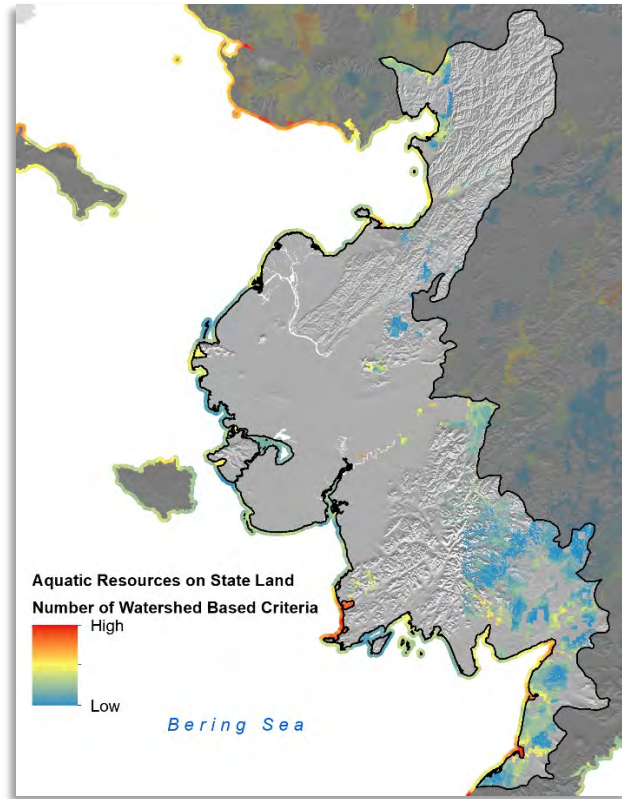 Aquatic Resources on State Land
Number of Watershed Based Criteria
High
Low
Bering Sea